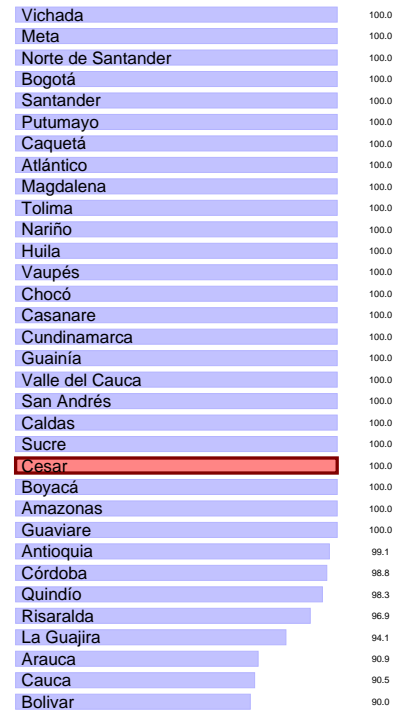 Vichada 100.0
Meta 100.0
Norte de Santander 100.0
Bogotá 100.0
Santander 100.0
Putumayo 100.0
Caquetá 100.0
Atlántico 100.0
Magdalena 100.0
Tolima 100.0
Nariño 100.0
Huila 100.0
Vaupés 100.0
Chocó 100.0
Casanare 100.0
Cundinamarca 100.0
Guainía 100.0
Valle del Cauca 100.0
San Andrés 100.0
Caldas 100.0
Sucre 100.0
Cesar 100.0
Boyacá 100.0
Amazonas 100.0
Guaviare 100.0
Antioquia 99.1
Córdoba 98.8
Quindío 98.3
Risaralda 96.9
La Guajira 94.1
Arauca 90.9
Cauca 90.5
Bolivar 90.0